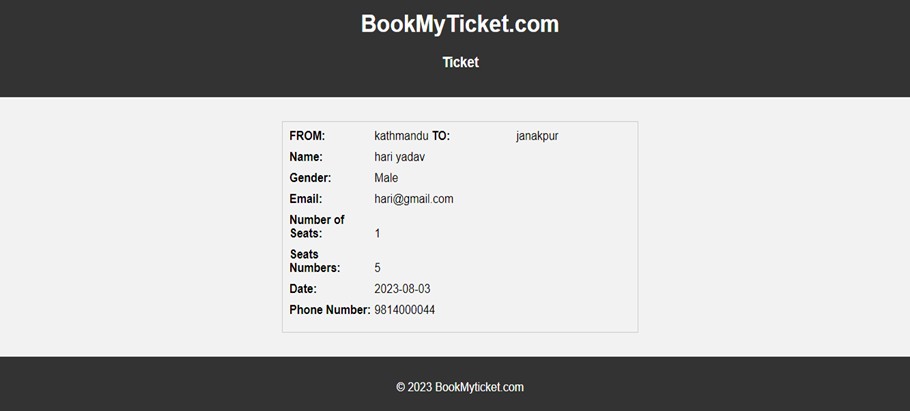 BookMyTicket.com
Ticket
FROM: kathmandu TO: janakpur
Name: hari yadav
Gender: Male
Email: hari@gmail.com
Number of
Seats: 1
Seats
Numbers: 5
Date: 2023-08-03
Phone Number: 9814000044
© 2023 BookMyticket.com